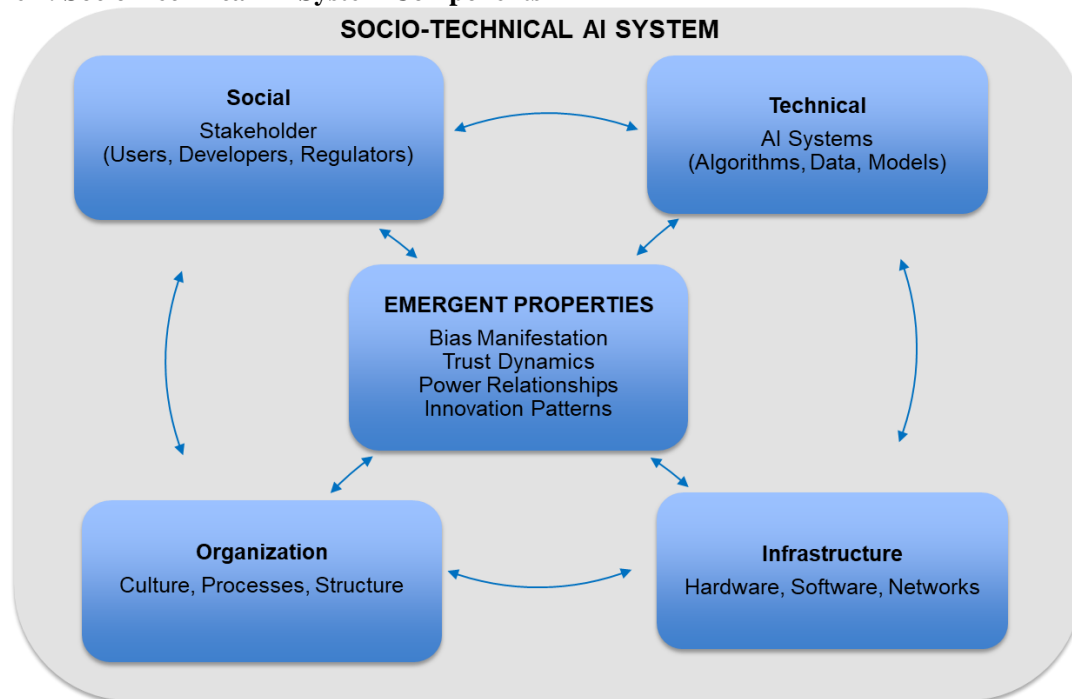 SOCIO-TECHNICAL AI SYSTEM
Social
Stakeholder
(Users, Developers, Regulators)
Technical
AI Systems
(Algorithms, Data, Models)
EMERGENT PROPERTIES
Bias Manifestation
Trust Dynamics
Power Relationships
Innovation Patterns
Organization
Culture, Processes, Structure
Infrastructure
Hardware, Software, Networks